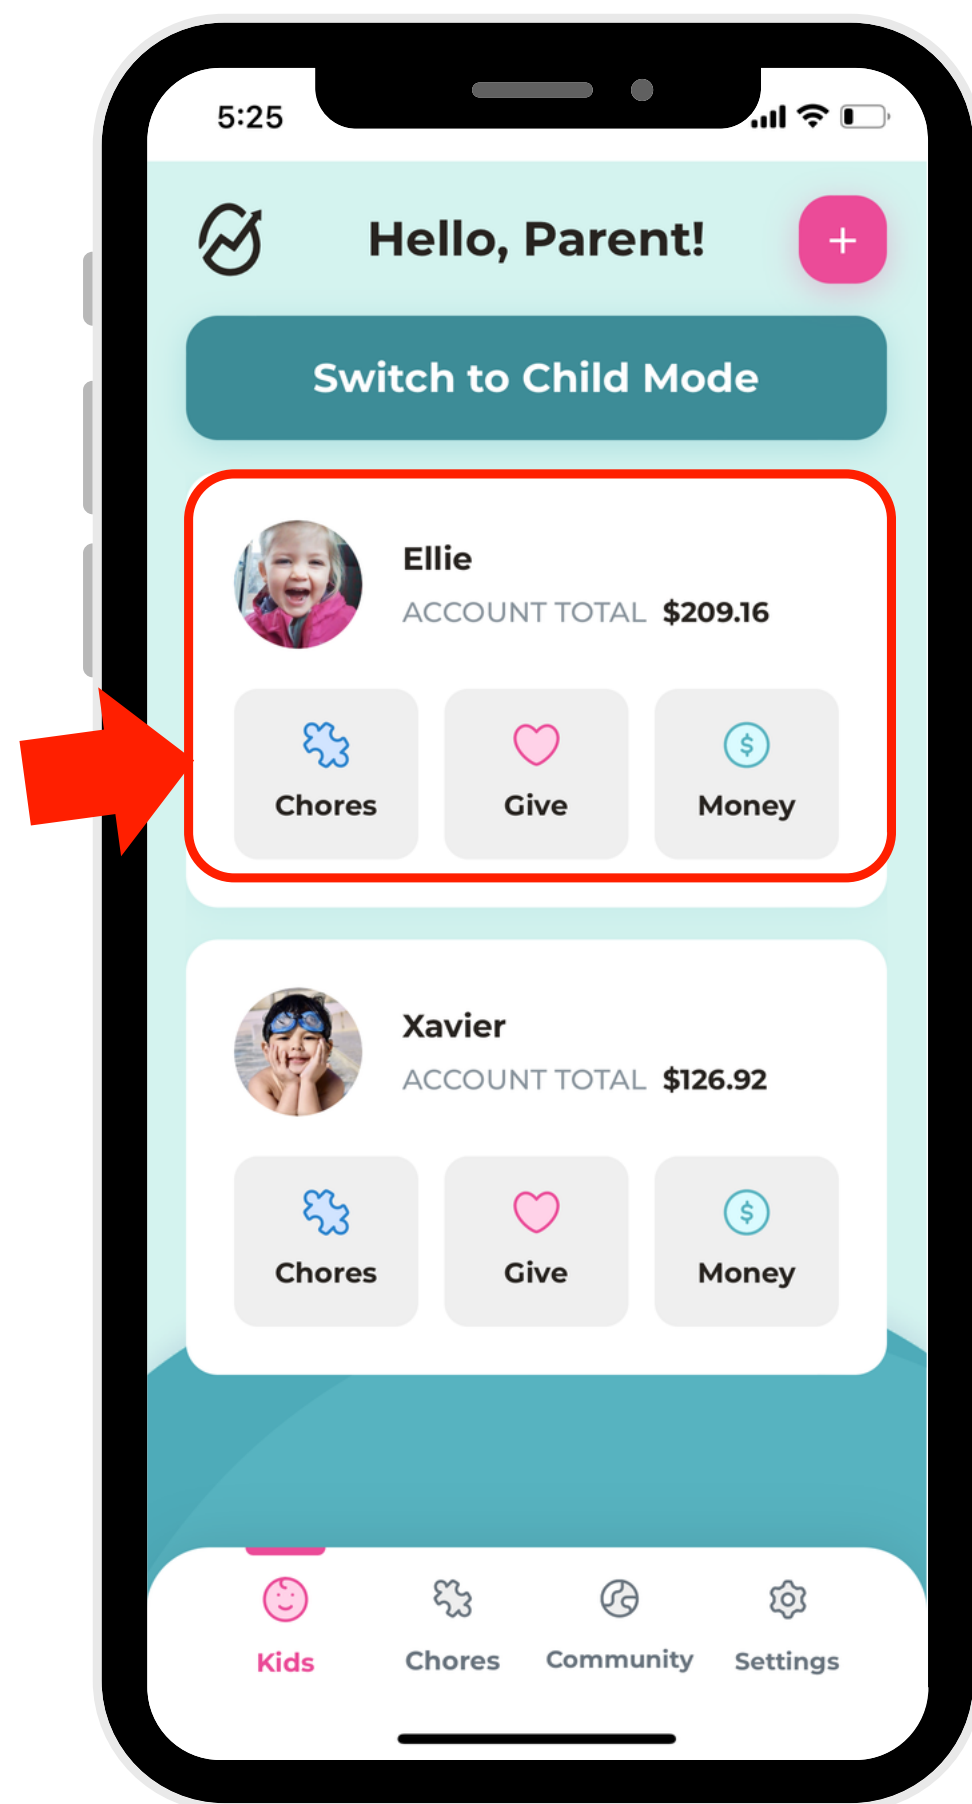 5:25
Hello, Parent!
+
Switch to Child Mode
Ellie
ACCOUNT TOTAL $209.16
Chores Give Money
Xavier
ACCOUNT TOTAL $126.92
Chores Give Money
Kids Chores Community Settings